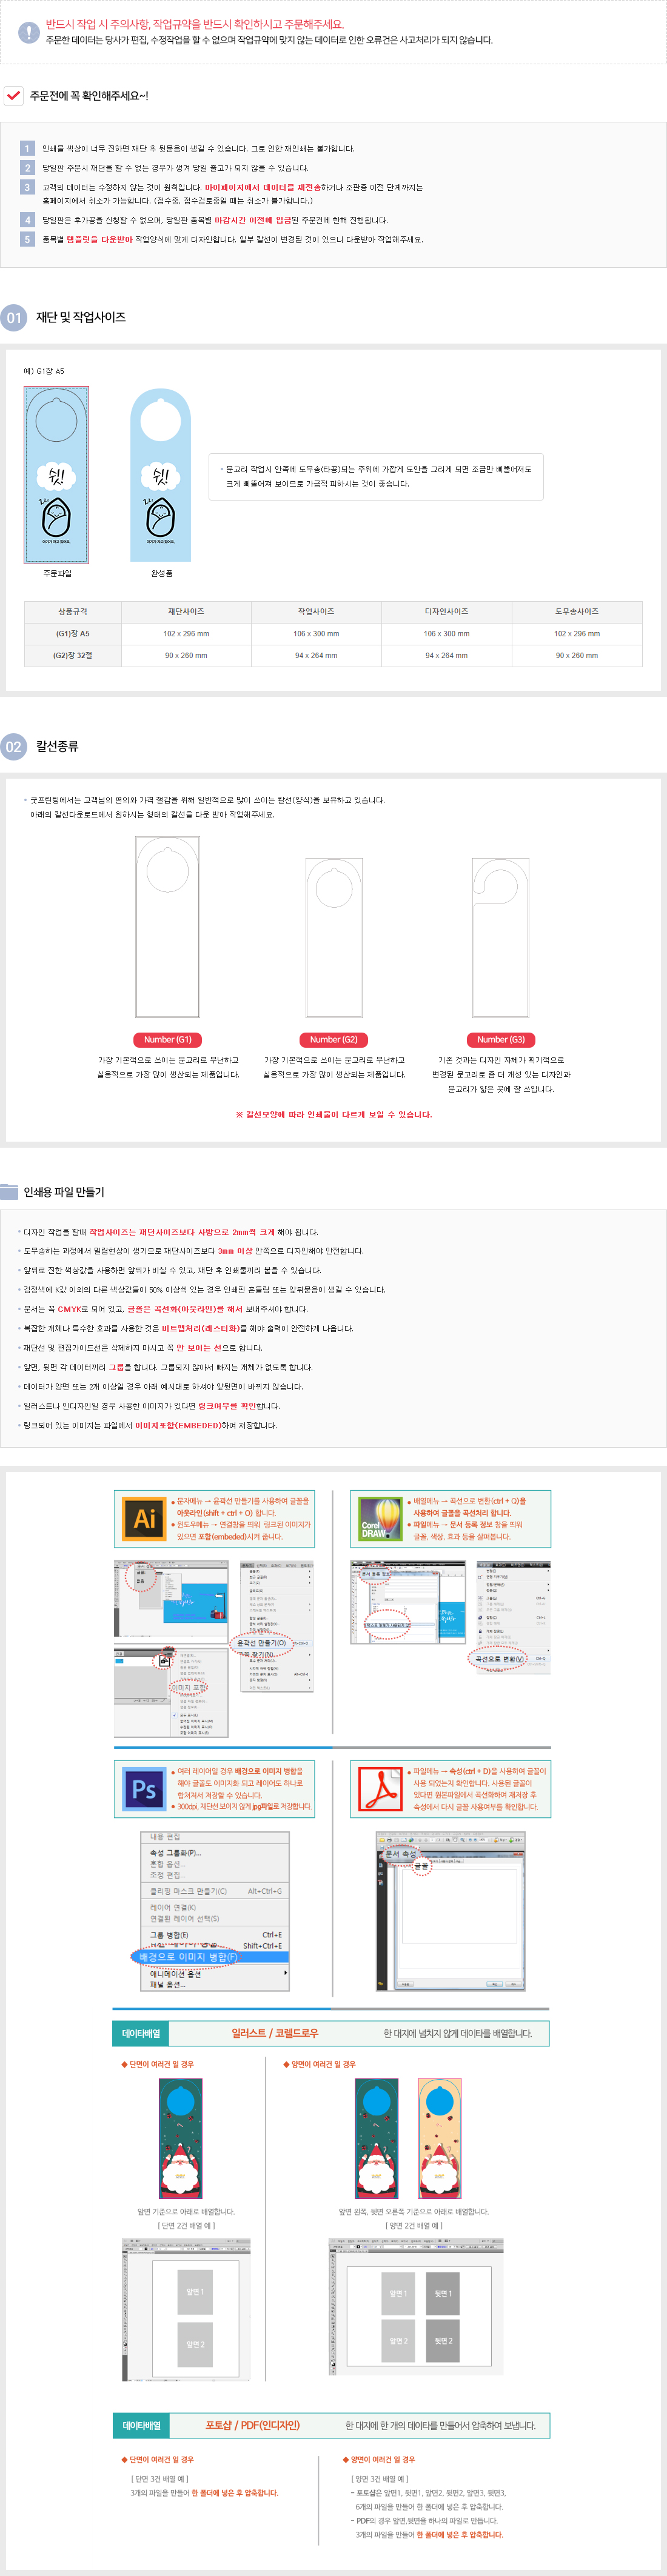 반드시 작업 시 주의사항, 작업규약을 반드시 확인하시고 주문해주세요.
주문한 데이터는 당사가 편집, 수정작업을 할 수 없으며 작업규약에 맞지 않는 데이터로 인한 오류건은 사고처리가 되지 않습니다.
주문전에 꼭 확인해주세요~!
1 인쇄물 색상이 너무 진하면 재단 후 뒷묻음이 생길 수 있습니다. 그로 인한 재인쇄는 불가합니다.
2 당일판 주문시 재단을 할 수 없는 경우가 생겨 당일 출고가 되지 않을 수 있습니다.
3 고객의 데이터는 수정하지 않는 것이 원칙입니다. 마이페이지에서 데이터를 재전송하거나 조판중 이전 단계까지는
홈페이지에서 취소가 가능합니다. (접수중, 접수검토중일 때는 취소가 불가합니다.)
4 당일판은 후가공을 신청할 수 없으며, 당일판 품목별 마감시간 이전에 입금된 주문건에 한해 진행됩니다.
5 품목별 템플릿을 다운받아 작업양식에 맞게 디자인합니다. 일부 칼선이 변경된 것이 있으니 다운받아 작업해주세요.
01 재단 및 작업사이즈
예) G1장 A5
쉿!
쉿!
아기가 자고 있어요.
아기가 자고 있어요.
주문파일
완성품
• 문고리 작업시 안쪽에 도무송(타공)되는 주위에 가깝게 도안을 그리게 되면 조금만 삐뚤어져도
크게 삐뚤어져 보이므로 가급적 피하시는 것이 좋습니다.
상품규격 재단사이즈 작업사이즈 디자인사이즈 도무송사이즈
(G1)장 A5 102 x 296 mm 106 x 300 mm 106 x 300 mm 102 x 296 mm
(G2)장 32절 90 x 260 mm 94 x 264 mm 94 x 264 mm 90 x 260 mm
02 칼선종류
• 굿프린팅에서는 고객님의 편의와 가격 절감을 위해 일반적으로 많이 쓰이는 칼선(양식)을 보유하고 있습니다.
아래의 칼선다운로드에서 원하시는 형태의 칼선을 다운 받아 작업해주세요.
Number (G1)
가장 기본적으로 쓰이는 문고리로 무난하고
실용적으로 가장 많이 생산되는 제품입니다.
Number (G2)
가장 기본적으로 쓰이는 문고리로 무난하고
실용적으로 가장 많이 생산되는 제품입니다.
Number (G3)
기존 것과는 디자인 자체가 획기적으로
변경된 문고리로 좀 더 개성 있는 디자인과
문고리가 얇은 곳에 잘 쓰입니다.
※ 칼선모양에 따라 인쇄물이 다르게 보일 수 있습니다.
인쇄용 파일 만들기
• 디자인 작업을 할때 작업사이즈는 재단사이즈보다 사방으로 2mm씩 크게 해야 됩니다.
• 도무송하는 과정에서 밀림현상이 생기므로 재단사이즈보다 3mm 이상 안쪽으로 디자인해야 안전합니다.
• 앞뒤로 진한 색상값을 사용하면 앞뒤가 비칠 수 있고, 재단 후 인쇄물끼리 붙을 수 있습니다.
• 검정색에 K값 이외의 다른 색상값들이 50% 이상씩 있는 경우 인쇄핀 흔들림 또는 앞뒤묻음이 생길 수 있습니다.
• 문서는 꼭 CMYK로 되어 있고, 글꼴은 곡선화(아웃라인)를 해서 보내주셔야 합니다.
• 복잡한 개체나 특수한 효과를 사용한 것은 비트맵처리(래스터화)를 해야 출력이 안전하게 나옵니다.
• 재단선 및 편집가이드선은 삭제하지 마시고 꼭 안 보이는 선으로 합니다.
• 앞면, 뒷면 각 데이터끼리 그룹을 합니다. 그룹되지 않아서 빠지는 개체가 없도록 합니다.
• 데이터가 양면 또는 2개 이상일 경우 아래 예시대로 하셔야 앞뒷면이 바뀌지 않습니다.
• 일러스트나 인디자인일 경우 사용한 이미지가 있다면 링크여부를 확인합니다.
• 링크되어 있는 이미지는 파일에서 이미지포함(EMBEDED)하여 저장합니다.
Ai
• 문자메뉴 → 윤곽선 만들기를 사용하여 글꼴을
아웃라인(shift + ctrl + O) 합니다.
• 윈도우메뉴 → 연결창을 띄워 링크된 이미지가
있으면 포함(embeded)시켜 줍니다.
Corel DRAW
• 배열메뉴 → 곡선으로 변환(ctrl + Q)을
사용하여 글꼴을 곡선처리 합니다.
• 파일메뉴 → 문서 등록 정보 창을 띄워
글꼴, 색상, 효과 등을 살펴봅니다.
윤곽선 만들기(O)
이미지 포함
문서 등록 정보
곡선으로 변환(V)
Ps
• 여러 레이어일 경우 배경으로 이미지 병합을
해야 글꼴도 이미지화 되고 레이어도 하나로
합쳐져서 저장할 수 있습니다.
• 300dpi, 재단선 보이지 않게 jpg파일로 저장합니다.
• 파일메뉴 → 속성(ctrl + D)을 사용하여 글꼴이
사용 되었는지 확인합니다. 사용된 글꼴이
있다면 원본파일에서 곡선화하여 재저장 후
속성에서 다시 글꼴 사용여부를 확인합니다.
내용 편집
속성 그룹화(P)...
혼합 옵션...
조정 편집...
클리핑 마스크 만들기(C) Alt+Ctrl+G
레이어 연결(K)
연결된 레이어 선택(S)
그룹 병합(E) Ctrl+E
Shift+Ctrl+E
배경으로 이미지 병합(F)
애니메이션 옵션
패널 옵션...
문서 속성
글꼴
데이타배열 일러스트 / 코렐드로우 한 대지에 넘치지 않게 데이타를 배열합니다.
◆ 단면이 여러건 일 경우
◆ 양면이 여러건 일 경우
앞면 기준으로 아래로 배열합니다.
[ 단면 2건 배열 예 ]
앞면 왼쪽, 뒷면 오른쪽 기준으로 아래로 배열합니다.
[ 양면 2건 배열 예 ]
앞면 1
앞면 2
앞면 1 뒷면 1
앞면 2 뒷면 2
데이타배열 포토샵 / PDF(인디자인) 한 대지에 한 개의 데이타를 만들어서 압축하여 보냅니다.
◆ 단면이 여러건 일 경우
[ 단면 3건 배열 예 ]
3개의 파일을 만들어 한 폴더에 넣은 후 압축합니다.
◆ 양면이 여러건 일 경우
[ 양면 3건 배열 예 ]
- 포토샵은 앞면1, 뒷면1, 앞면2, 뒷면2, 앞면3, 뒷면3,
6개의 파일을 만들어 한 폴더에 넣은 후 압축합니다.
- PDF의 경우 앞면,뒷면을 하나의 파일로 만듭니다.
3개의 파일을 만들어 한 폴더에 넣은 후 압축합니다.